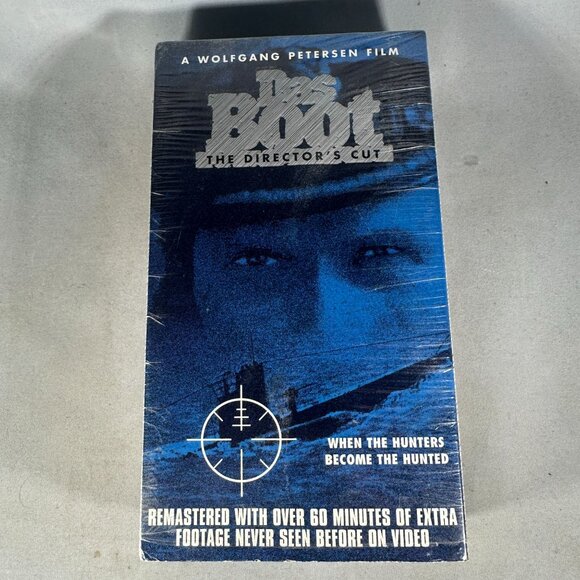 A WOLFGANG PETERSEN FILM
Das
Boot
THE DIRECTOR'S CUT
WHEN THE HUNTERS
BECOME THE HUNTED
REMASTERED WITH OVER 60 MINUTES OF EXTRA
FOOTAGE NEVER SEEN BEFORE ON VIDEO